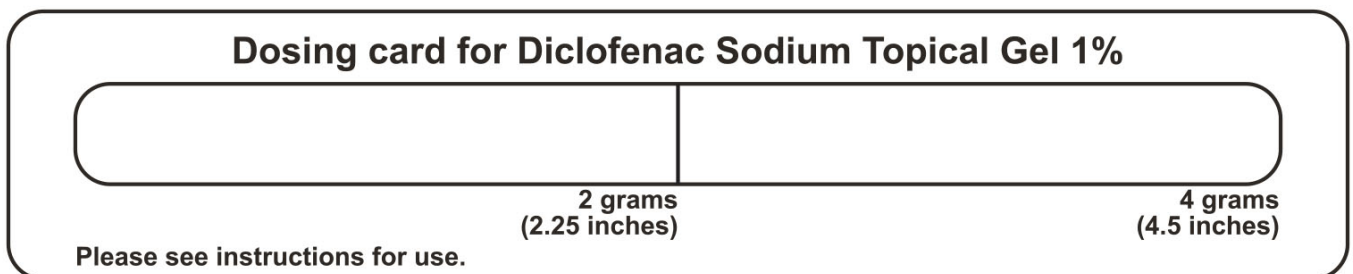 Dosing card for Diclofenac Sodium Topical Gel 1%
2 grams
(2.25 inches)
4 grams
(4.5 inches)
Please see instructions for use.